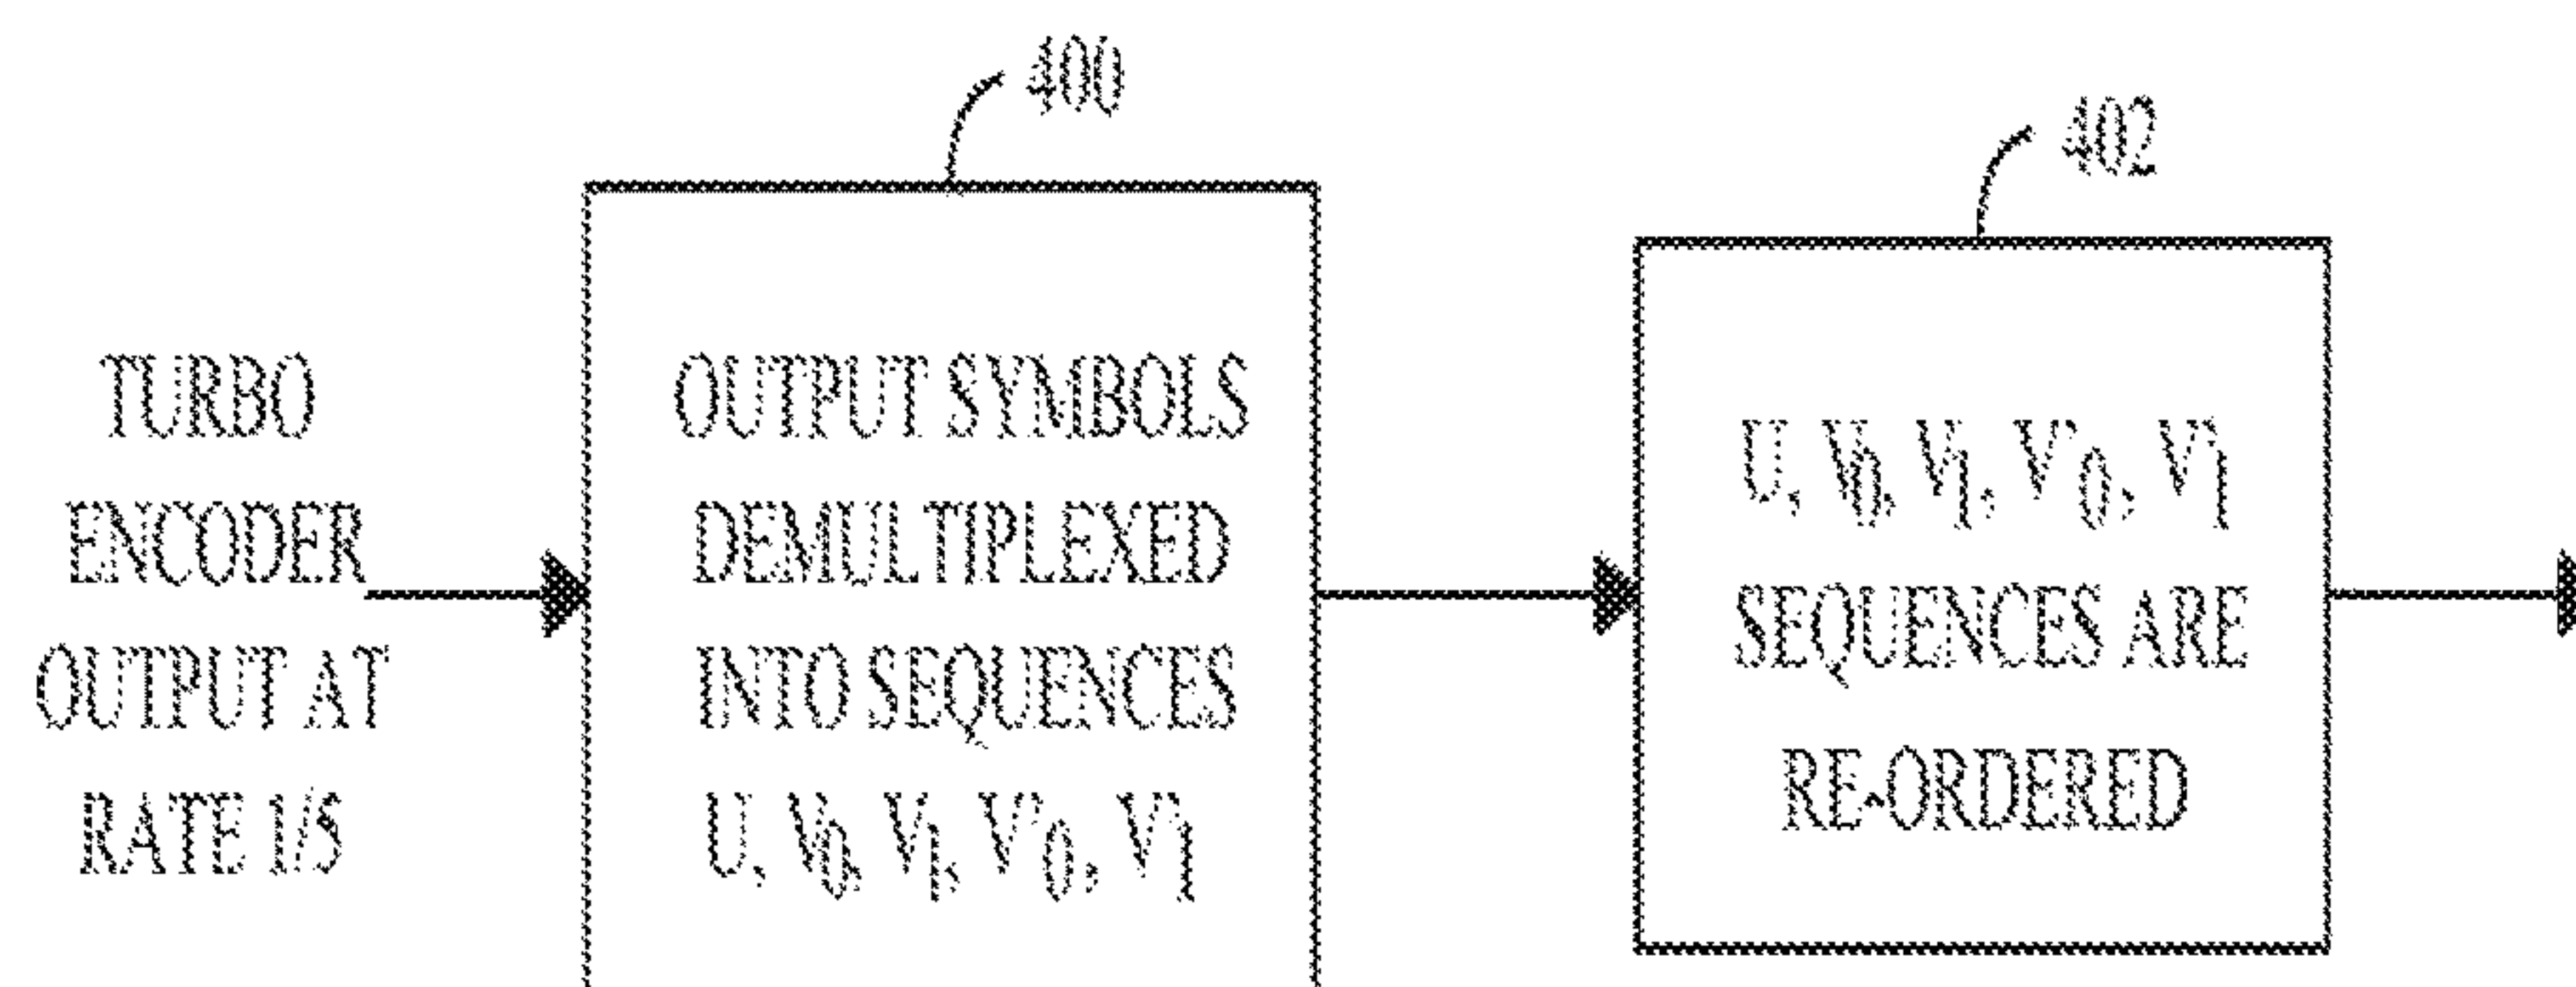 400
402
TURBO
ENCODER
OUTPUT AT
RATE 1/5
OUTPUT SYMBOLS
DEMULTIPLEXED
INTO SEQUENCES
U, V₀, V₁, V'₀, V'₁
U, V₀, V₁, V'₀, V'₁
SEQUENCES ARE
RE-ORDERED